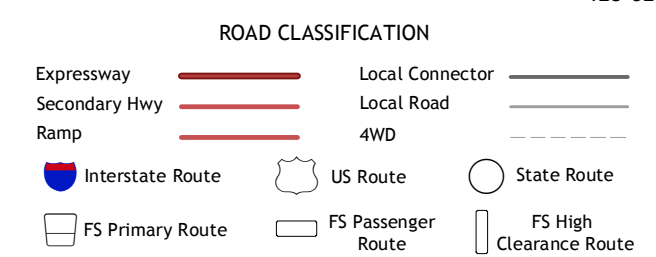 ROAD CLASSIFICATION
Expressway
Local Connector
Secondary Hwy
Local Road
Ramp
4WD
Interstate Route
US Route
State Route
FS Primary Route
FS Passenger
Route
FS High
Clearance Route